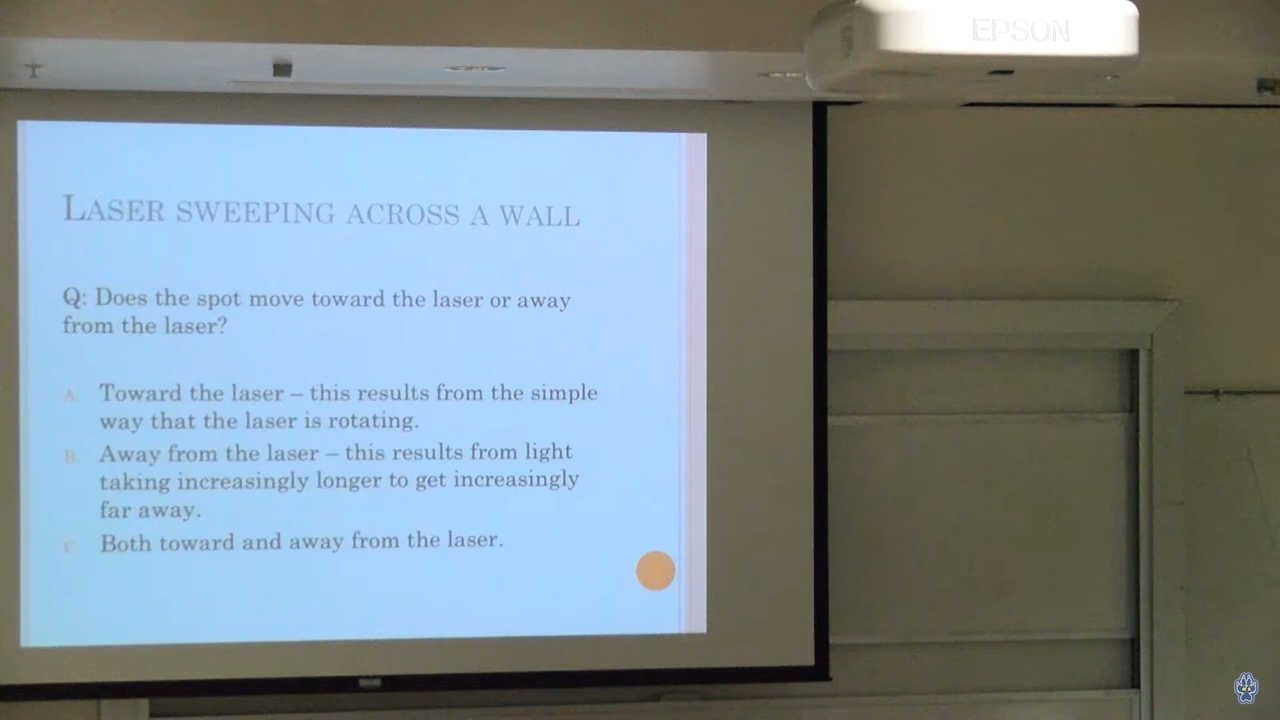 EPSON
LASER SWEEPING ACROSS A WALL
Q: Does the spot move toward the laser or away
from the laser?
A. Toward the laser – this results from the simple
way that the laser is rotating.
B. Away from the laser – this results from light
taking increasingly longer to get increasingly
far away.
C. Both toward and away from the laser.